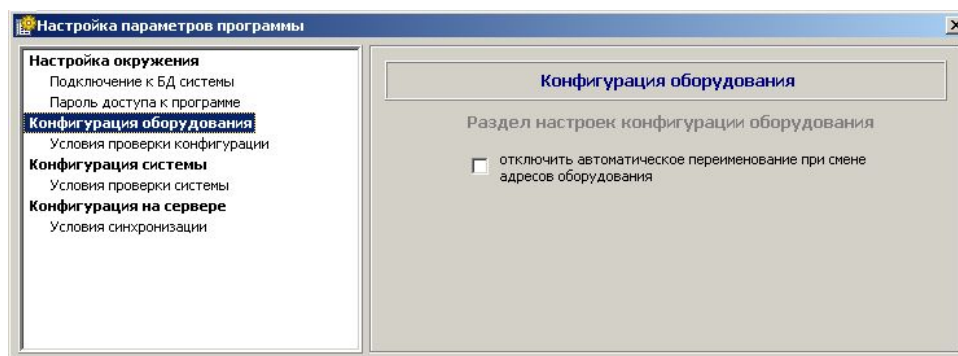 Настройка параметров программы
Настройка окружения
Подключение к БД системы
Пароль доступа к программе
Конфигурация оборудования
Условия проверки конфигурации
Конфигурация системы
Условия проверки системы
Конфигурация на сервере
Условия синхронизации
Конфигурация оборудования
Раздел настроек конфигурации оборудования
отключить автоматическое переименование при смене
адресов оборудования